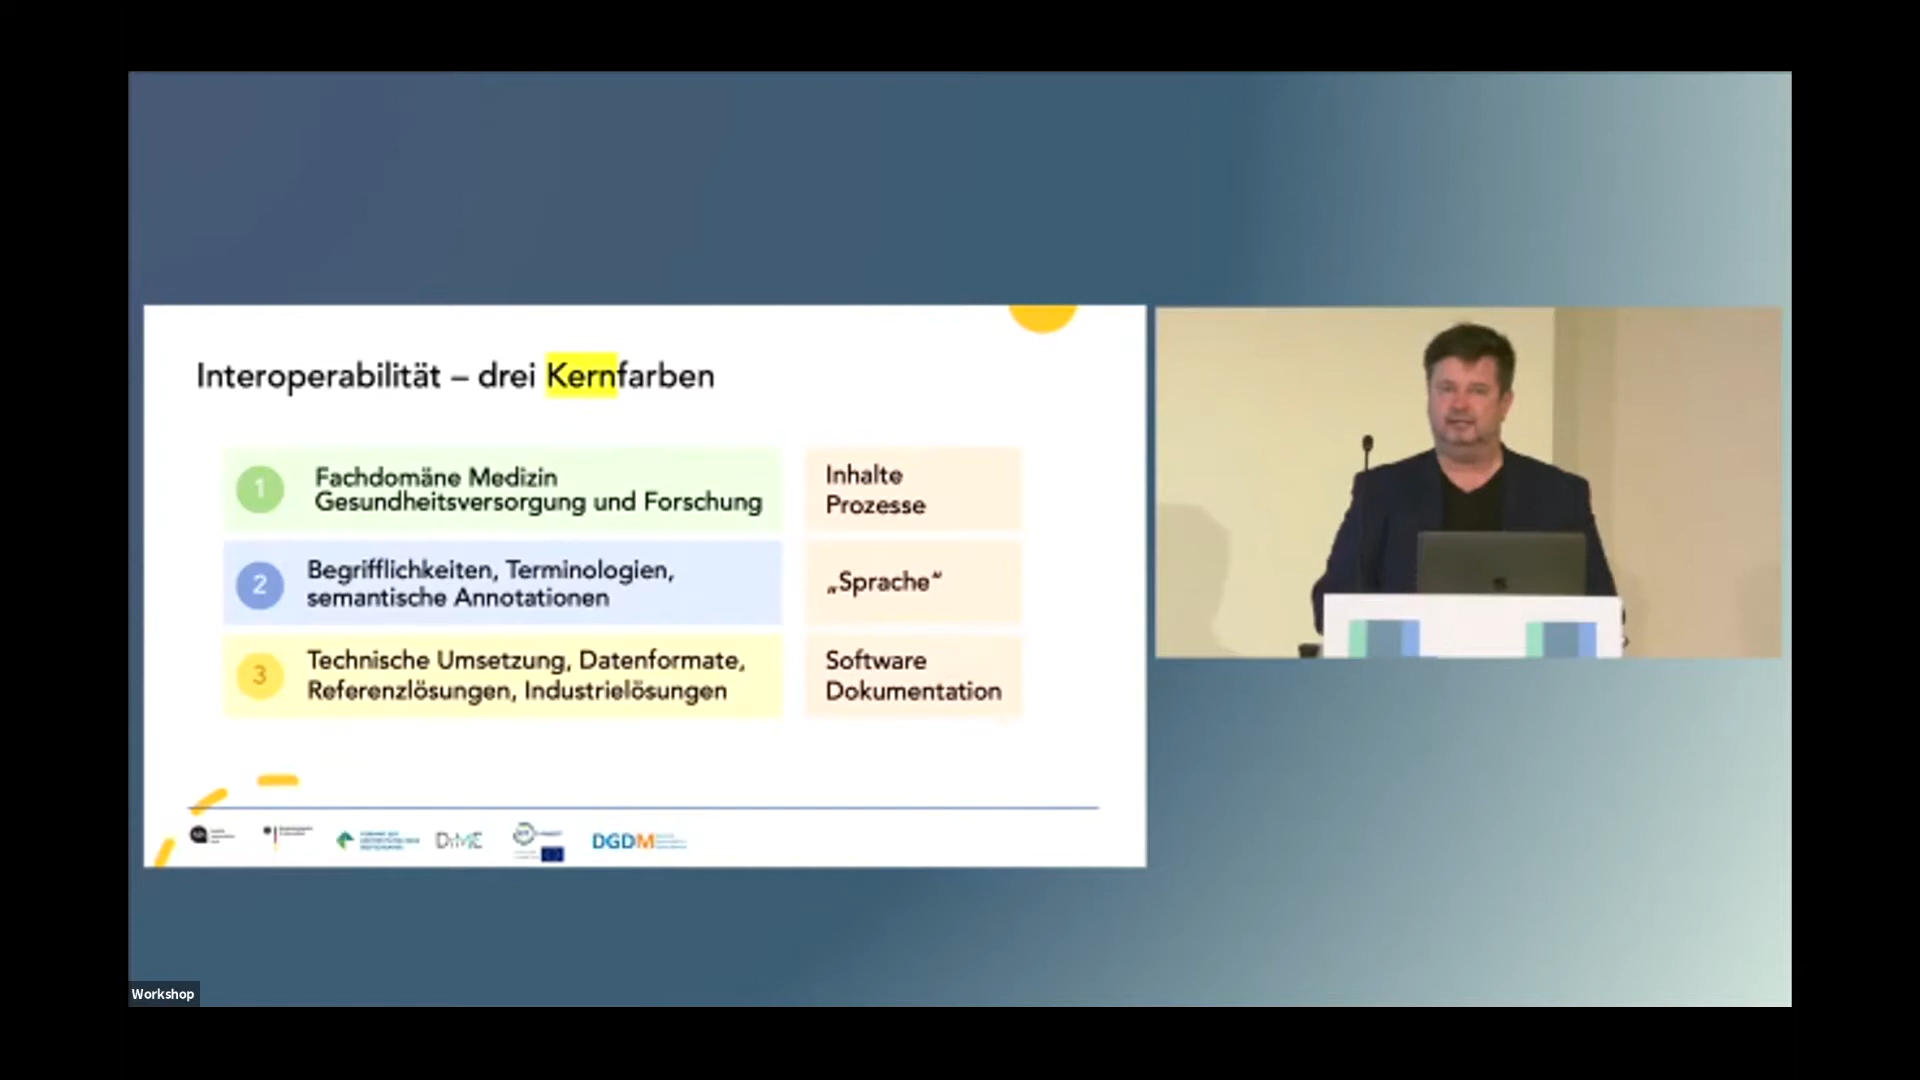 Interoperabilität – drei Kernfarben
1
Fachdomäne Medizin
Gesundheitsversorgung und Forschung
Inhalte
Prozesse
2
Begrifflichkeiten, Terminologien,
semantische Annotationen
„Sprache“
3
Technische Umsetzung, Datenformate,
Referenzlösungen, Industrielösungen
Software
Dokumentation
DGDM
Workshop